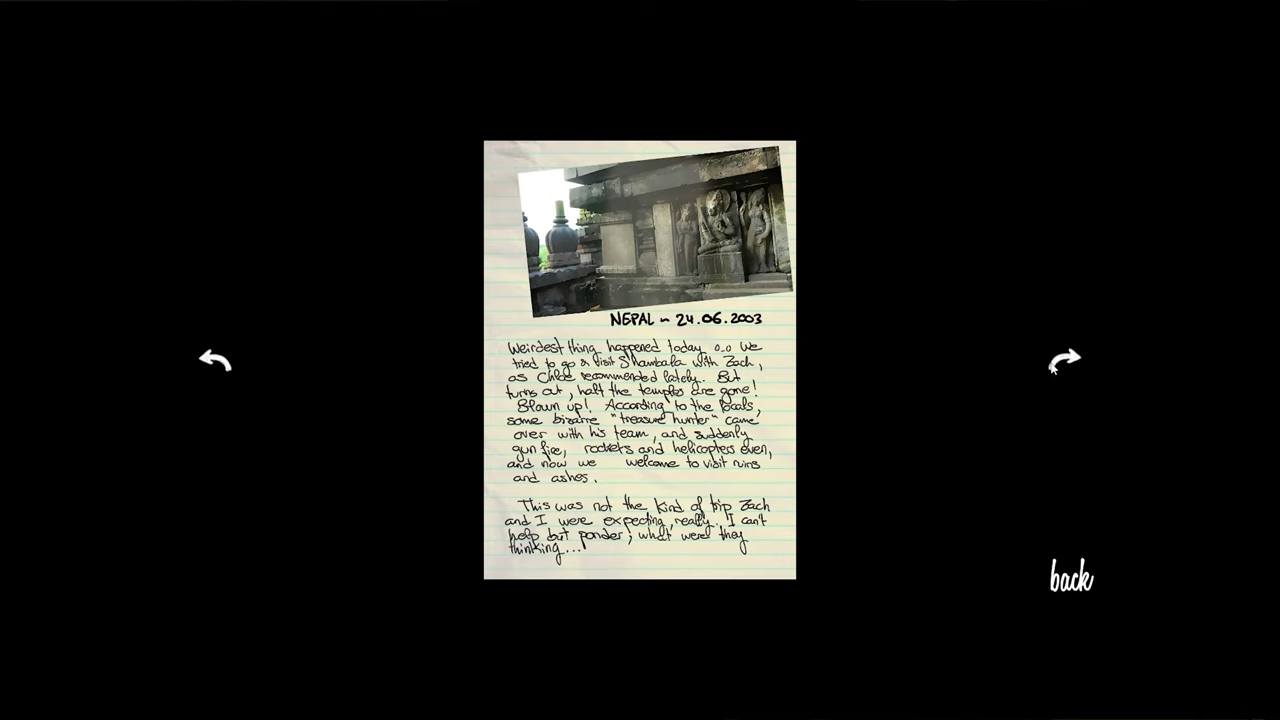 NEPAL ~ 24.06.2003
Weirdest thing happened today o.o We
tried to go & visit Shambala with Zach,
as Chloe recommended lately. But
turns out, half the temples are gone!
Blown up! According to the locals,
some bizarre "treasure hunter" came
over with his team, and suddenly
gun fire, rockets and helicopters even,
and now we welcome to visit ruins
and ashes.
This was not the kind of trip Zach
and I were expecting, really. I can't
help but ponder; what were they
thinking...
back